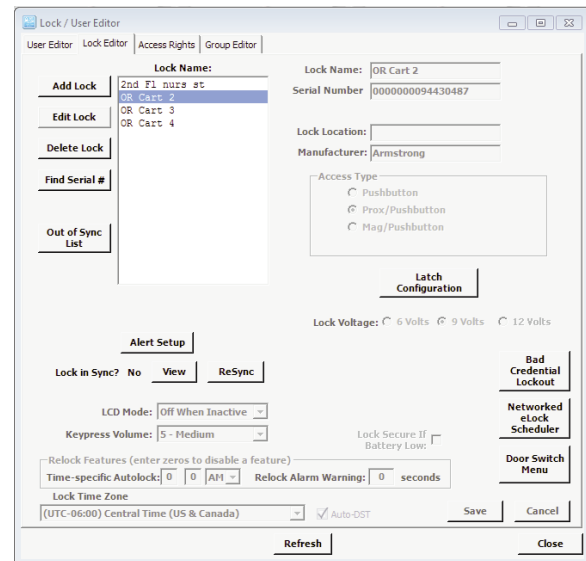 Lock / User Editor
User Editor Lock Editor Access Rights Group Editor
Lock Name:
Add Lock
Edit Lock
Delete Lock
Find Serial #
Out of Sync
List
2nd Fl nurs st
OR Cart 2
OR Cart 3
OR Cart 4
Lock Name: OR Cart 2
Serial Number 0000000094430487
Lock Location:
Manufacturer: Armstrong
Access Type
Pushbutton
Prox/Pushbutton
Mag/Pushbutton
Latch
Configuration
Lock Voltage: 6 Volts 9 Volts 12 Volts
Alert Setup
Lock in Sync? No View ReSync
LCD Mode: Off When Inactive
Keypress Volume: 5 - Medium
Lock Secure If
Battery Low:
Bad
Credential
Lockout
Networked
eLock
Scheduler
Door Switch
Menu
Relock Features (enter zeros to disable a feature)
Time-specific Autolock: 0 0 AM Relock Alarm Warning: 0 seconds
Lock Time Zone
(UTC-06:00) Central Time (US & Canada) Auto-DST
Save Cancel
Refresh Close